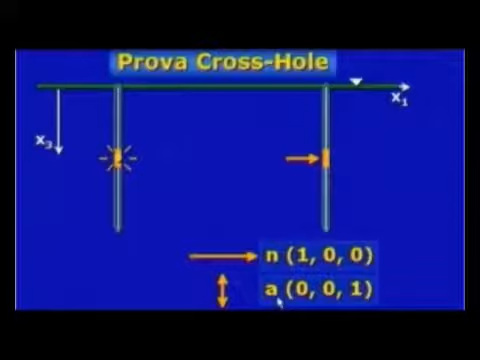 Prova Cross-Hole
x₁
x₃
n (1, 0, 0)
a (0, 0, 1)